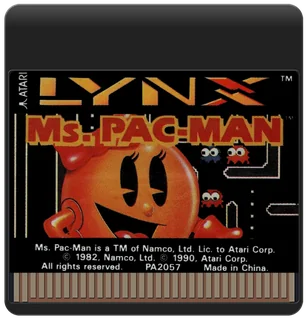 ATARI
LYNX™
Ms. PAC-MAN
Ms. Pac-Man is a TM of Namco, Ltd. Lic. to Atari Corp.
© 1982, Namco, Ltd. © 1990, Atari Corp.
All rights reserved. PA2057 Made in China.